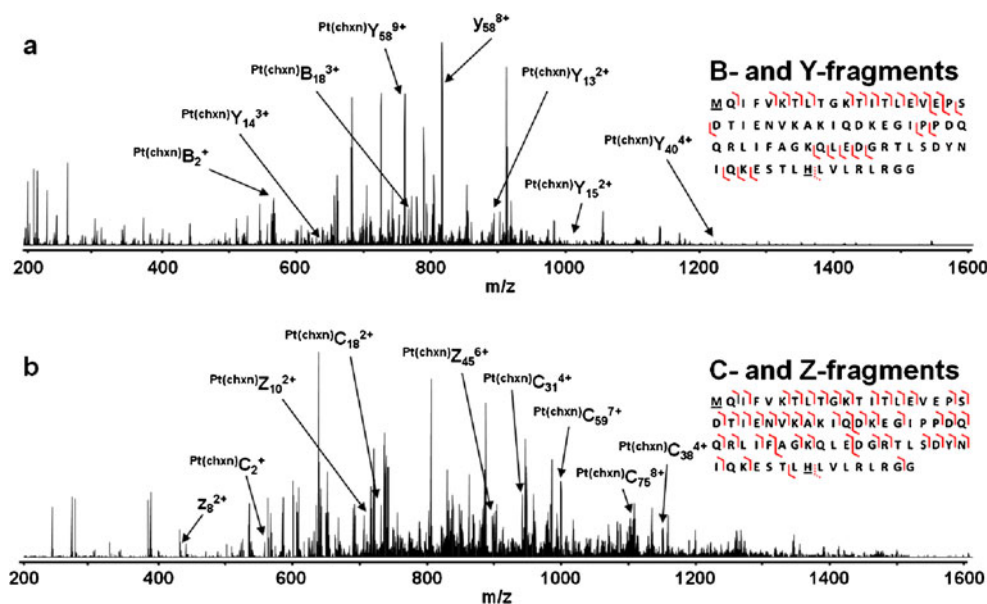 a
Pt(chxn)B2+
Pt(chxn)Y14 3+
Pt(chxn)B18 3+
Pt(chxn)Y58 9+
y58 8+
Pt(chxn)Y13 2+
Pt(chxn)Y15 2+
Pt(chxn)Y40 4+
B- and Y-fragments
MQIFVKTLTGKTITLEVEPS
DTIENVKAKIQDKEGIPPDQ
QRLIFAGKQLEDGRTLSDYN
IQKESTLHLVLRLRGG
200 400 600 800 1000 1200 1400 1600
m/z
b
z8 2+
Pt(chxn)C2+
Pt(chxn)Z10 2+
Pt(chxn)C18 2+
Pt(chxn)Z45 6+
Pt(chxn)C31 4+
Pt(chxn)C59 7+
Pt(chxn)C75 8+
Pt(chxn)C38 4+
C- and Z-fragments
MQIFVKTLTGKTITLEVEPS
DTIENVKAKIQDKEGIPPDQ
QRLIFAGKQLEDGRTLSDYN
IQKESTLHLVLRLRGG
200 400 600 800 1000 1200 1400 1600
m/z